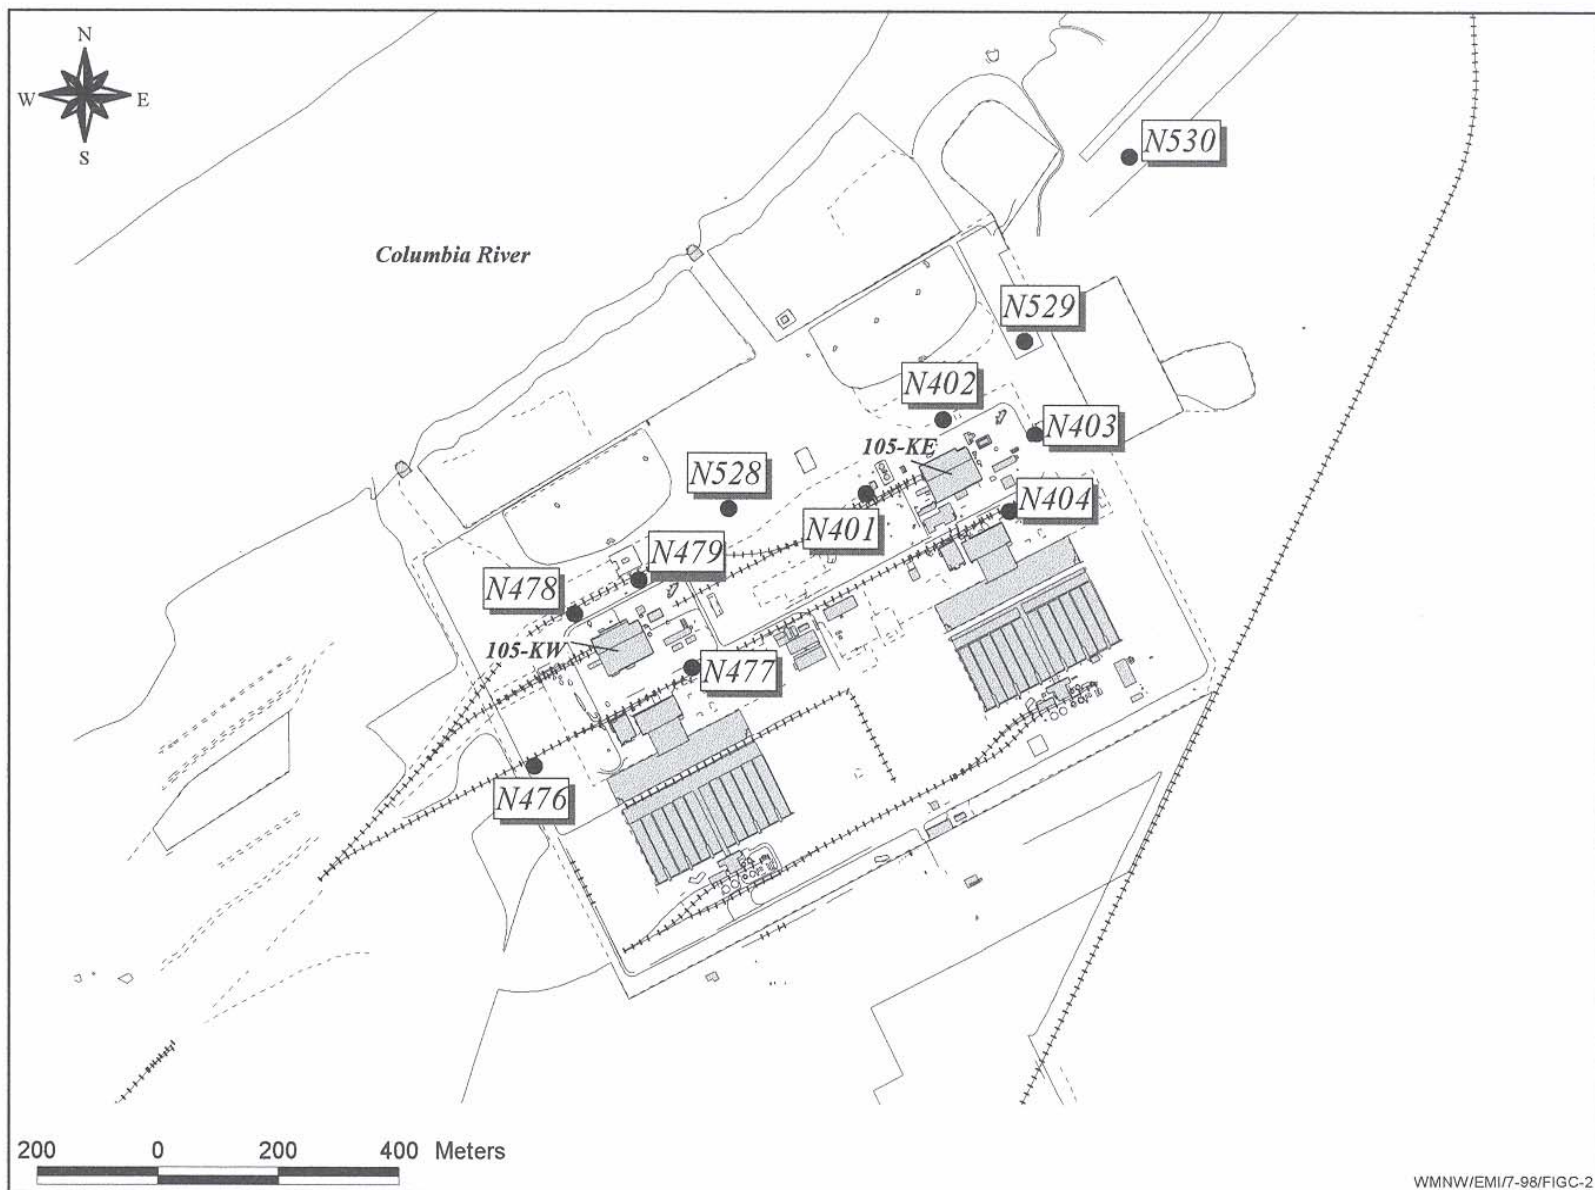 N
W E
S
N530
Columbia River
N529
N402
N403
105-KE
N528
N404
N401
N479
N478
105-KW
N477
N476
200 0 200 400 Meters
WMNW/EMI/7-98/FIGC-2